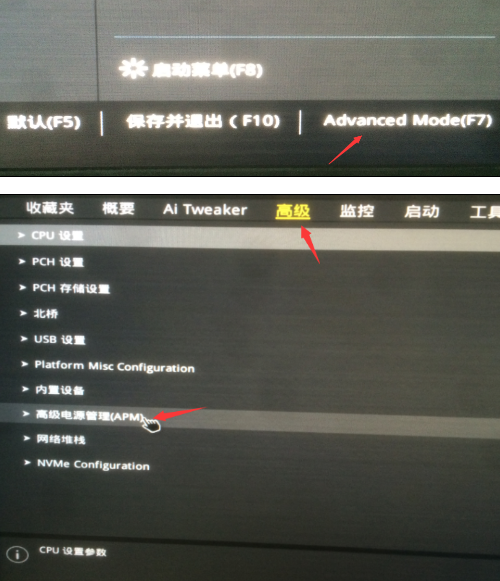 启动菜单(F8)
默认(F5) | 保存并退出（F10) | Advanced Mode(F7)
收藏夹 概要 Ai Tweaker 高级 监控 启动 工具
➤ CPU 设置
➤ PCH 设置
➤ PCH 存储设置
➤ 北桥
➤ USB 设置
➤ Platform Misc Configuration
➤ 内置设备
➤ 高级电源管理(APM)
➤ 网络堆栈
➤ NVMe Configuration
CPU 设置参数